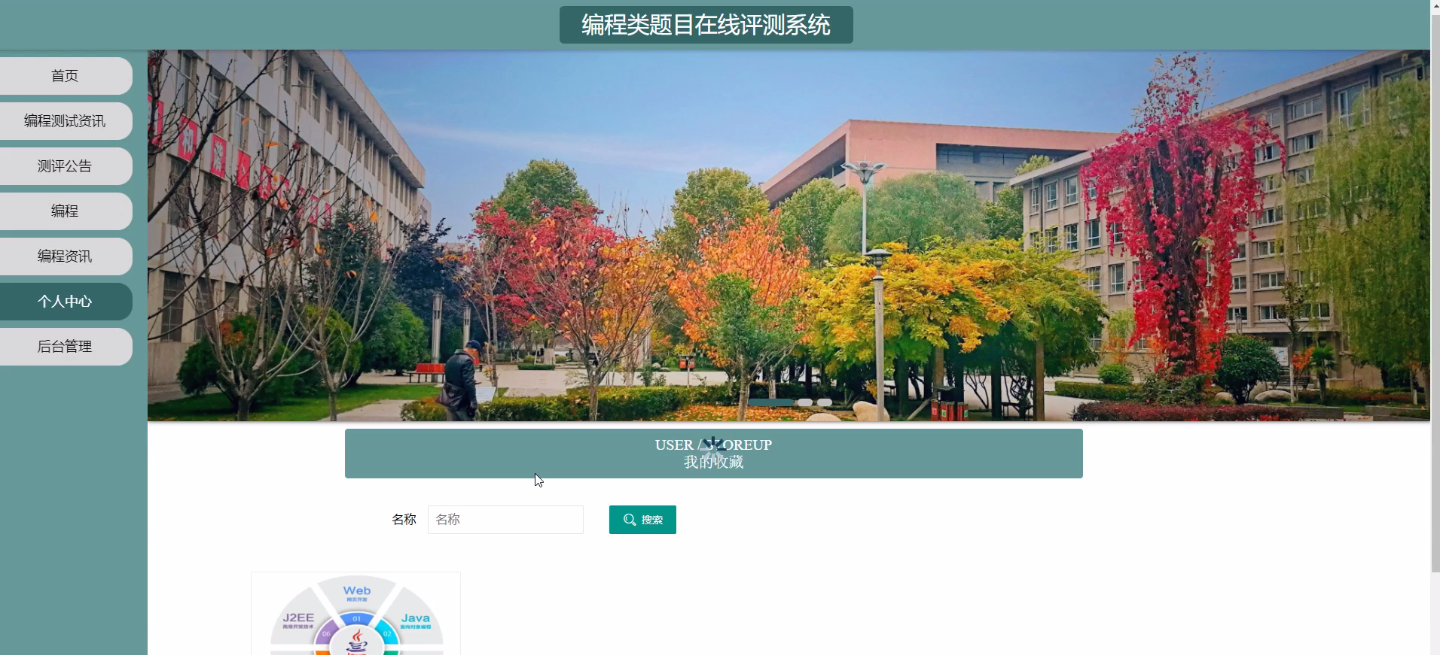 编程类题目在线评测系统
首页
编程测试资讯
测评公告
编程
编程资讯
个人中心
后台管理
USER / STOREUP
我的收藏
名称 名称 搜索
Web
J2EE
Java
01
06
02